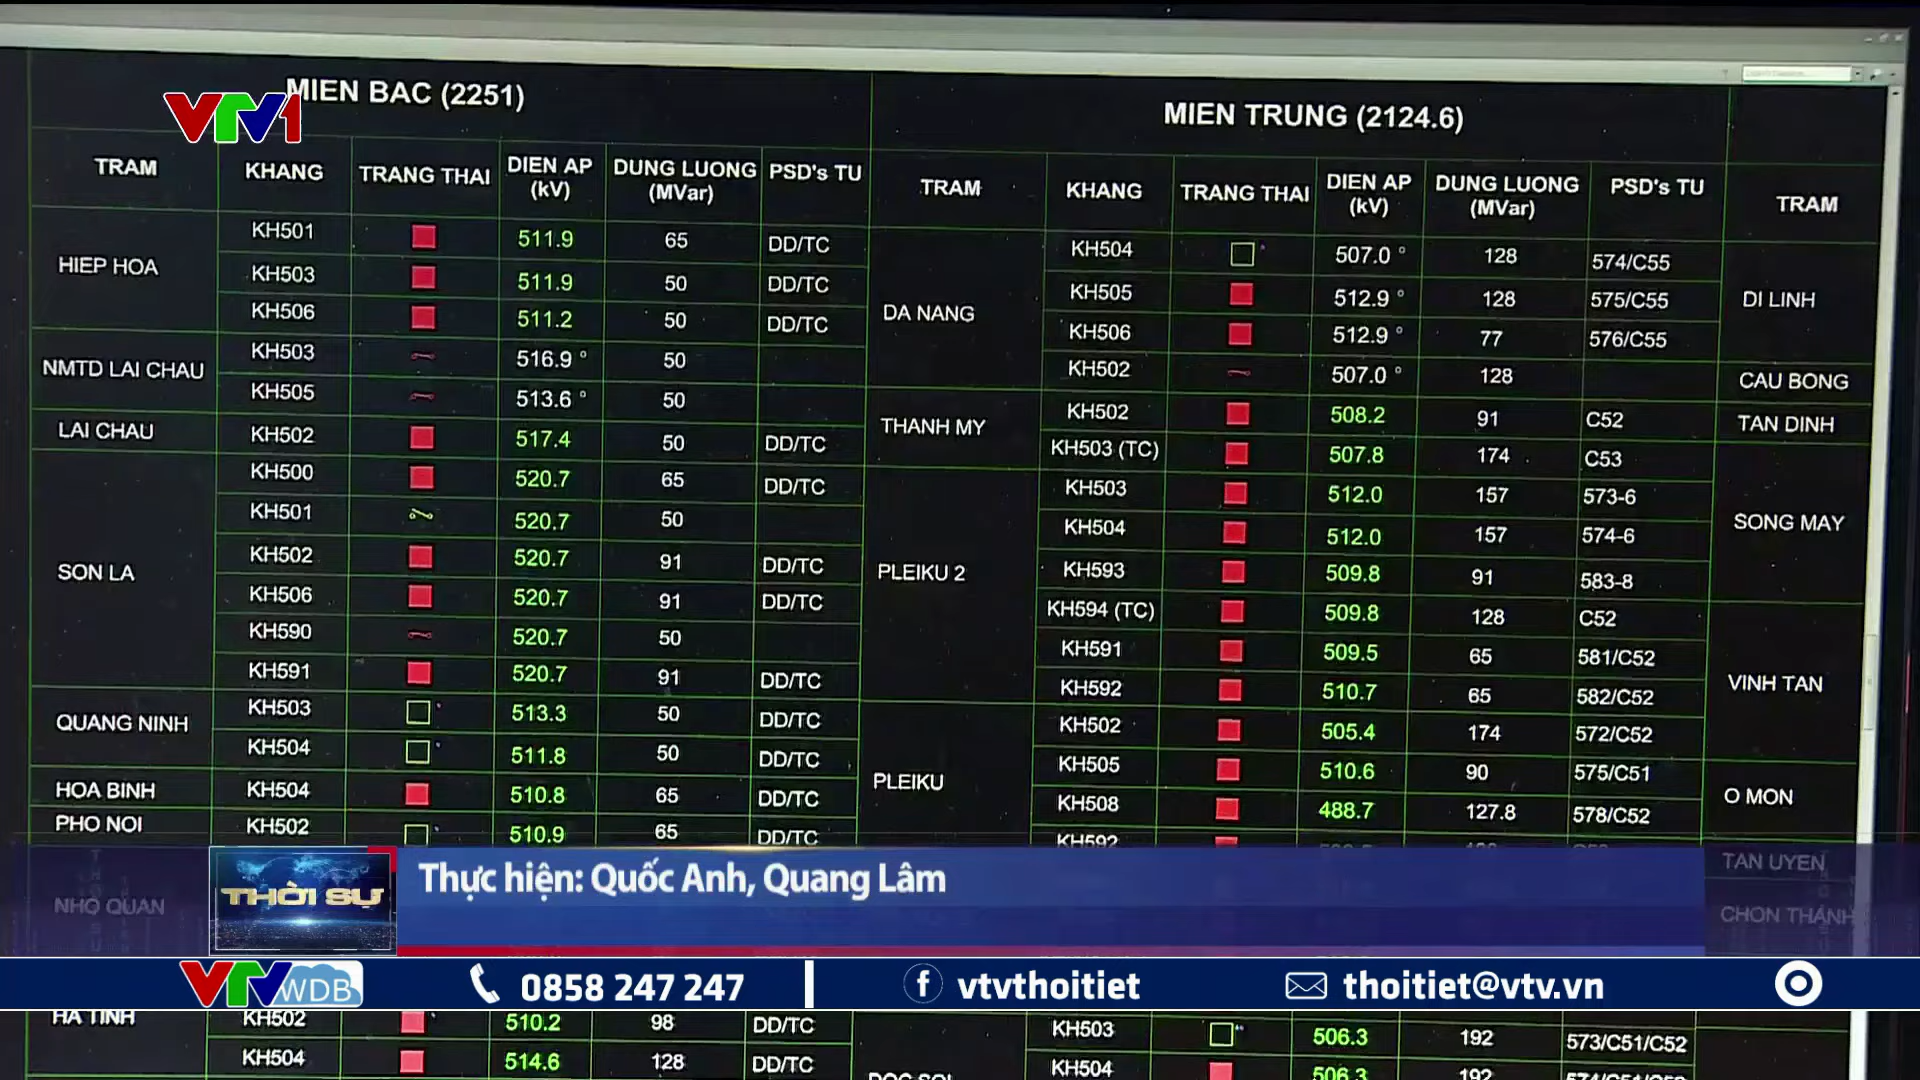 VTV1
MIEN BAC (2251)
MIEN TRUNG (2124.6)
TRAM KHANG TRANG THAI DIEN AP (kV) DUNG LUONG (MVar) PSD's TU TRAM KHANG TRANG THAI DIEN AP (kV) DUNG LUONG (MVar) PSD's TU TRAM
HIEP HOA
KH501 511.9 65 DD/TC
KH503 511.9 50 DD/TC
KH506 511.2 50 DD/TC
NMTD LAI CHAU
KH503 516.9 ° 50
KH505 513.6 ° 50
LAI CHAU KH502 517.4 50 DD/TC
SON LA
KH500 520.7 65 DD/TC
KH501 520.7 50
KH502 520.7 91 DD/TC
KH506 520.7 91 DD/TC
KH590 520.7 50
KH591 520.7 91 DD/TC
QUANG NINH
KH503 513.3 50 DD/TC
KH504 511.8 50 DD/TC
HOA BINH KH504 510.8 65 DD/TC
PHO NOI KH502 510.9 65 DD/TC
NHO QUAN
HA TINH KH502 510.2 98 DD/TC
KH504 514.6 128 DD/TC
DA NANG
KH504 507.0 ° 128 574/C55
KH505 512.9 ° 128 575/C55
KH506 512.9 ° 77 576/C55
KH502 507.0 ° 128
THANH MY
KH502 508.2 91 C52
KH503 (TC) 507.8 174 C53
PLEIKU 2
KH503 512.0 157 573-6
KH504 512.0 157 574-6
KH593 509.8 91 583-8
KH594 (TC) 509.8 128 C52
KH591 509.5 65 581/C52
KH592 510.7 65 582/C52
PLEIKU
KH502 505.4 174 572/C52
KH505 510.6 90 575/C51
KH508 488.7 127.8 578/C52
KH592
KH503 506.3 192 573/C51/C52
KH504 506.3 192
DI LINH
CAU BONG
TAN DINH
SONG MAY
VINH TAN
O MON
TAN UYEN
CHON THANH
THỜI SỰ
Thực hiện: Quốc Anh, Quang Lâm
VTV WDB
0858 247 247
vtvthoitiet
thoitiet@vtv.vn